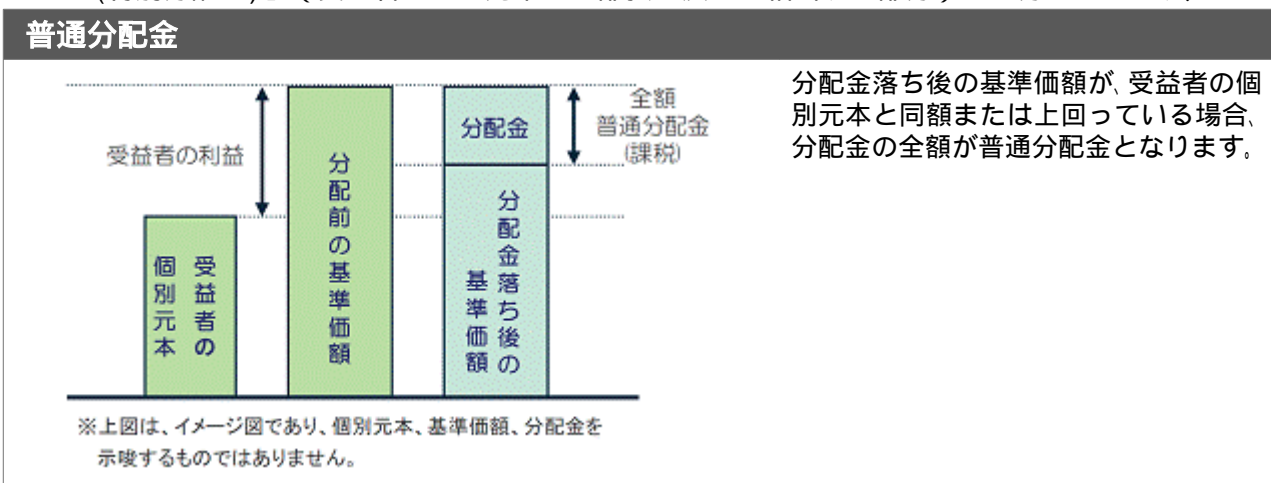 普通分配金
分配金落ち後の基準価額が、受益者の個
別元本と同額または上回っている場合、
分配金の全額が普通分配金となります。
受益者の利益
受益者の
個別元本
分配前の基準価額
分配金
分配金落ち後の
基準価額
全額
普通分配金
(課税)
※上図は、イメージ図であり、個別元本、基準価額、分配金を
示唆するものではありません。